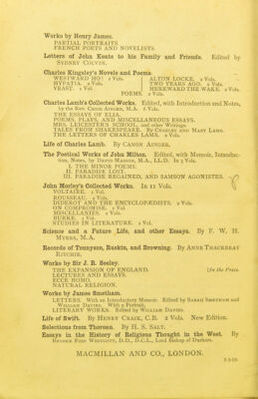 Works by Henry James.
PARTIAL PORTRAITS
FRENCH POETS AND NOVELISTS.
Letters of John Keats to his Family and Friends. Edited by
SYDNEY COLVIN.
Charles Kingsley's Novels and Poems
WESTWARD HO! 2 Vols. ALTON LOCKE. 2 Vols.
HYPATIA. 2 Vols. TWO YEARS AGO. 2 Vols.
YEAST. 1 Vol. HEREWARD THE WAKE. 2 Vols.
POEMS. 2 Vols.
Charles Lamb's Collected Works. Edited, with Introduction and Notes,
by the Rev. CANON AINGER, M.A. 6 Vols.
THE ESSAYS OF ELIA.
POEMS, PLAYS, AND MISCELLANEOUS ESSAYS.
MRS. LEICESTER'S SCHOOL, and other Writings.
TALES FROM SHAKESPEARE. By CHARLES AND MARY LAMB.
THE LETTERS OF CHARLES LAMB. 2 Vols.
Life of Charles Lamb. By CANON AINGER.
The Poetical Works of John Milton. Edited, with Memoir, Introduction,
Notes, by DAVID MASSON, M.A., LL.D. In 3 Vols.
I. THE MINOR POEMS.
II. PARADISE LOST.
III. PARADISE REGAINED, AND SAMSON AGONISTES.
John Morley's Collected Works. In 11 Vols.
VOLTAIRE. 1 Vol.
ROUSSEAU. 2 Vols.
DIDEROT AND THE ENCYCLOPÆDISTS. 2 Vols.
ON COMPROMISE. 1 Vol.
MISCELLANIES. 3 Vols.
BURKE. 1 Vol.
STUDIES IN LITERATURE. 1 Vol.
Science and a Future Life, and other Essays. By F. W. H.
MYERS, M.A.
Records of Tennyson, Ruskin, and Browning. By ANNE THACKERAY
RITCHIE.
Works by Sir J. R. Seeley.
THE EXPANSION OF ENGLAND. [In the Press.
LECTURES AND ESSAYS.
ECCE HOMO.
NATURAL RELIGION.
Works by James Smetham.
LETTERS. With an Introductory Memoir. Edited by SARAH SMETHAM and
WILLIAM DAVIES. With a Portrait.
LITERARY WORKS. Edited by WILLIAM DAVIES.
Life of Swift. By HENRY CRAIK, C.B. 2 Vols. New Edition.
Selections from Thoreau. By H. S. SALT.
Essays in the History of Religious Thought in the West. By
BROOKE FOSS WESTCOTT, D.D., D.C.L., Lord Bishop of Durham.
MACMILLAN AND CO., LONDON.